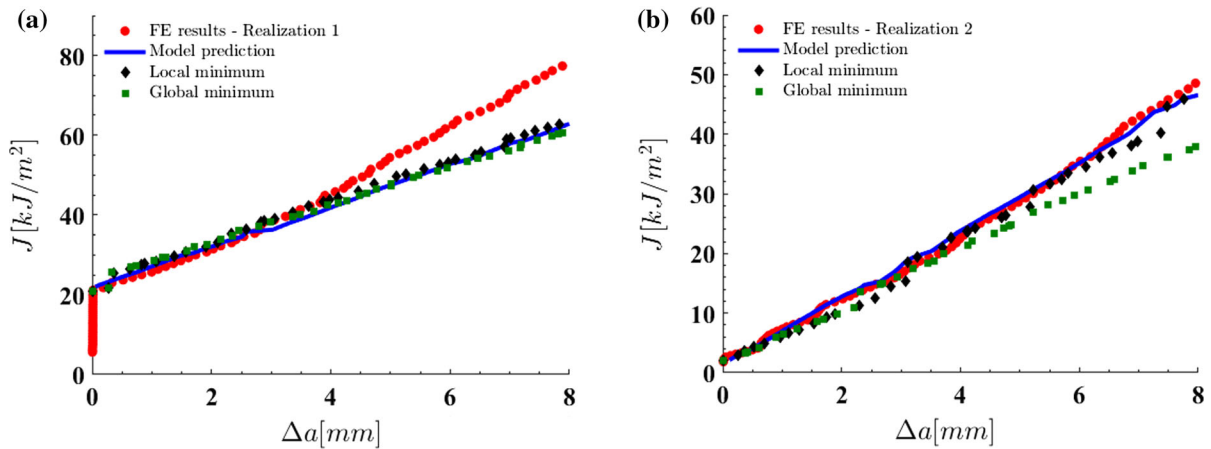 (a)
FE results - Realization 1
Model prediction
Local minimum
Global minimum
80
60
40
20
0
J[kJ/m²]
0 2 4 6 8
Δa[mm]
(b)
FE results - Realization 2
Model prediction
Local minimum
Global minimum
60
50
40
30
20
10
0
J[kJ/m²]
0 2 4 6 8
Δa[mm]